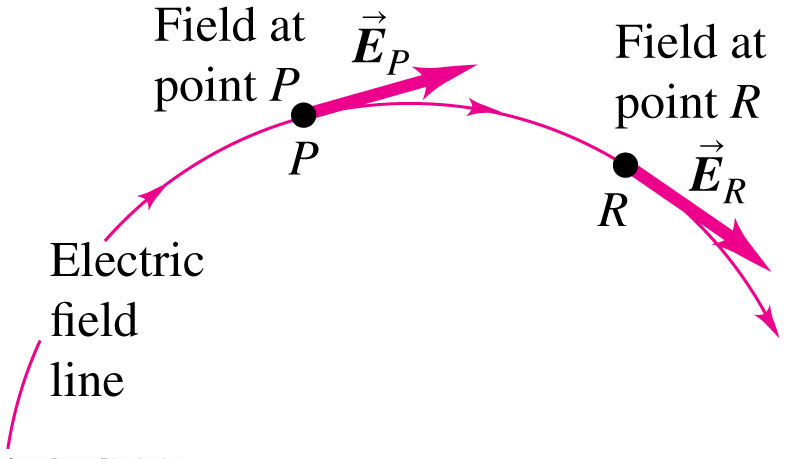 Field at
point P
E⃗P
P
Field at
point R
E⃗R
R
Electric
field
line